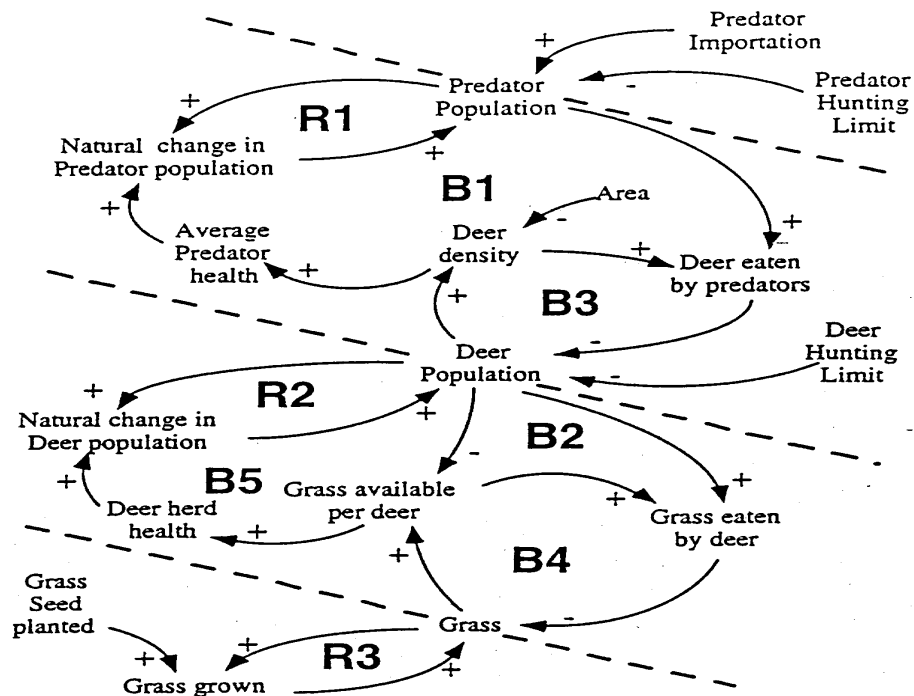 Predator
Importation
+
Predator
Population
-
Predator
Hunting
Limit
+
R1
Natural change in
Predator population
+
B1
Area
+
-
+
Average
Predator
health
Deer
density
+
-
+
Deer eaten
by predators
+
+
B3
-
Deer
Population
Deer
Hunting
Limit
-
+
R2
+
Natural change in
Deer population
B2
-
+
+
B5
Grass available
per deer
+
Grass eaten
by deer
Deer herd
health
+
+
B4
Grass
Seed
planted
Grass
-
+
R3
+
+
Grass grown